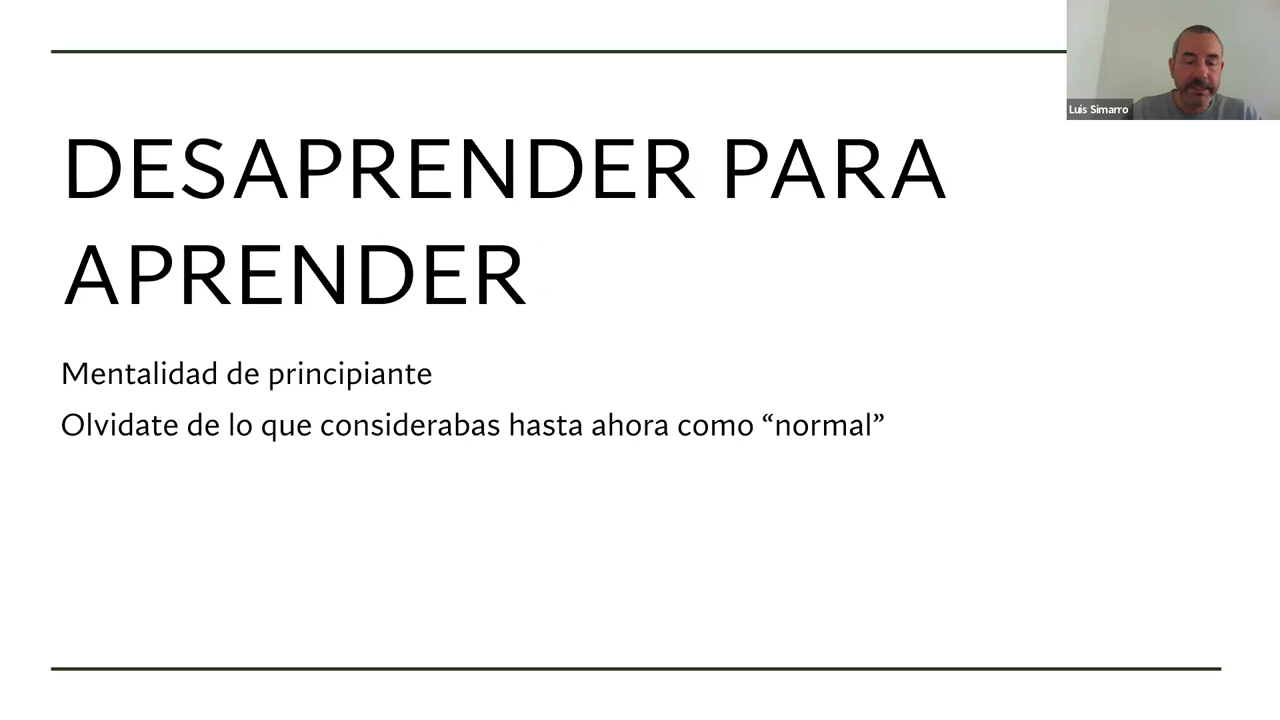 Luis Simarro
DESAPRENDER PARA
APRENDER
Mentalidad de principiante
Olvidate de lo que considerabas hasta ahora como “normal”